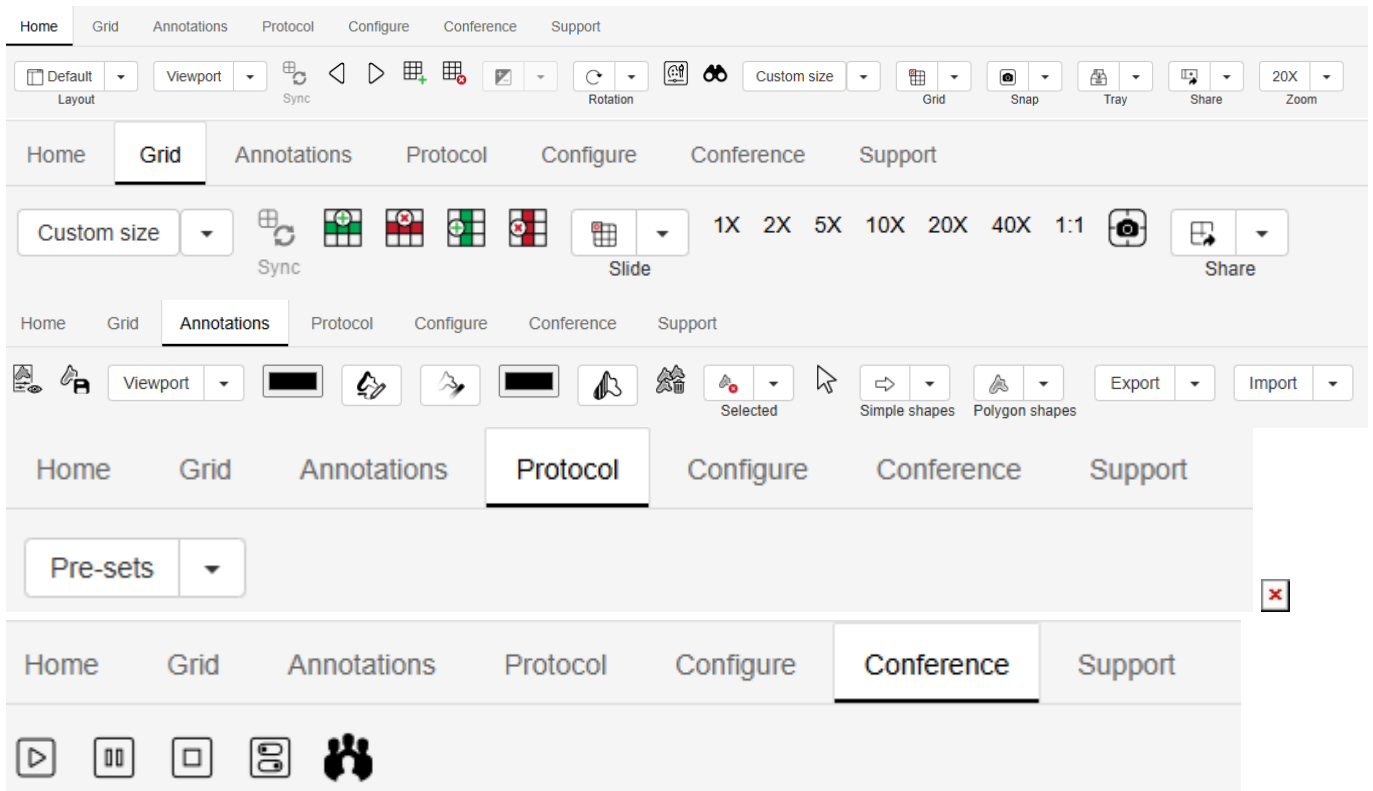 Home Grid Annotations Protocol Configure Conference Support
Default Viewport Custom size 20X
Layout Sync Rotation Grid Snap Tray Share Zoom
Home Grid Annotations Protocol Configure Conference Support
Custom size 1X 2X 5X 10X 20X 40X 1:1
Sync Slide Share
Home Grid Annotations Protocol Configure Conference Support
Viewport Export Import
Selected Simple shapes Polygon shapes
Home Grid Annotations Protocol Configure Conference Support
Pre-sets
Home Grid Annotations Protocol Configure Conference Support